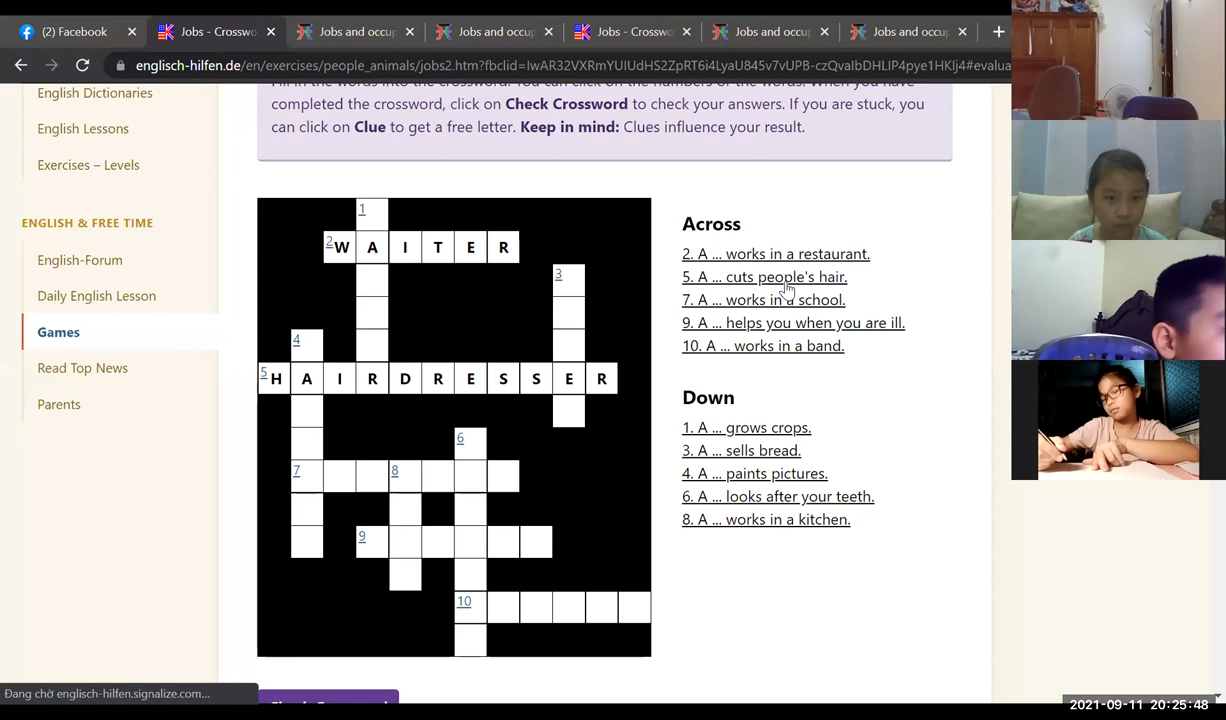 (2) Facebook
Jobs - Crosswo
Jobs and occup
Jobs and occup
Jobs - Crosswo
Jobs and occup
Jobs and occup
englisch-hilfen.de/en/exercises/people_animals/jobs2.htm?fbclid=IwAR32VXRmYUIUdHS2ZpRT6i4LyaU845v7vUPB-czQvaIbDHLIP4pye1HKIj4#evalua
English Dictionaries
English Lessons
Exercises – Levels
ENGLISH & FREE TIME
English-Forum
Daily English Lesson
Games
Read Top News
Parents
completed the crossword, click on Check Crossword to check your answers. If you are stuck, you
can click on Clue to get a free letter. Keep in mind: Clues influence your result.
1
2 WAITER
3
4
5 HAIRDRESSER
6
7
8
9
10
Across
2. A ... works in a restaurant.
5. A ... cuts people's hair.
7. A ... works in a school.
9. A ... helps you when you are ill.
10. A ... works in a band.
Down
1. A ... grows crops.
3. A ... sells bread.
4. A ... paints pictures.
6. A ... looks after your teeth.
8. A ... works in a kitchen.
Đang chờ englisch-hilfen.signalize.com...
2021-09-11 20:25:48